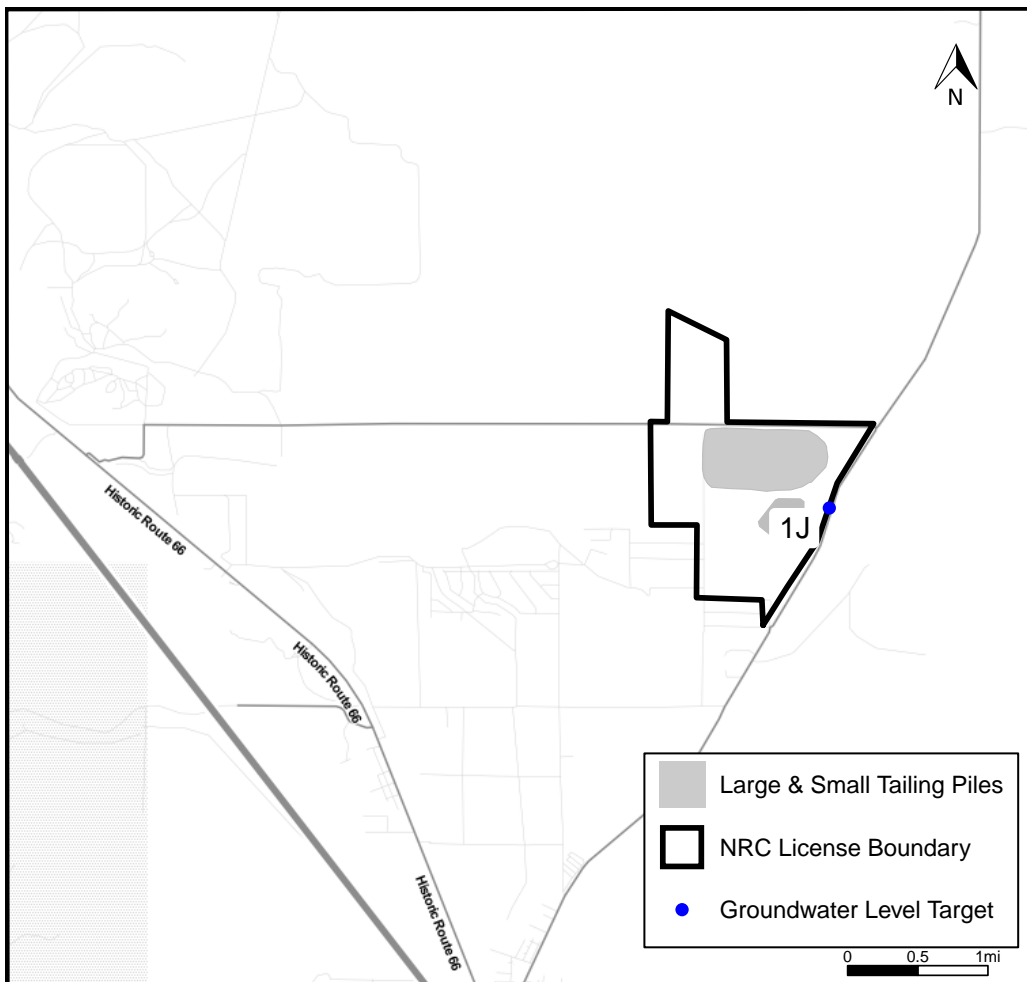 N
1J
Historic Route 66
Historic Route 66
Historic Route 66
Large & Small Tailing Piles
NRC License Boundary
Groundwater Level Target
0 0.5 1mi